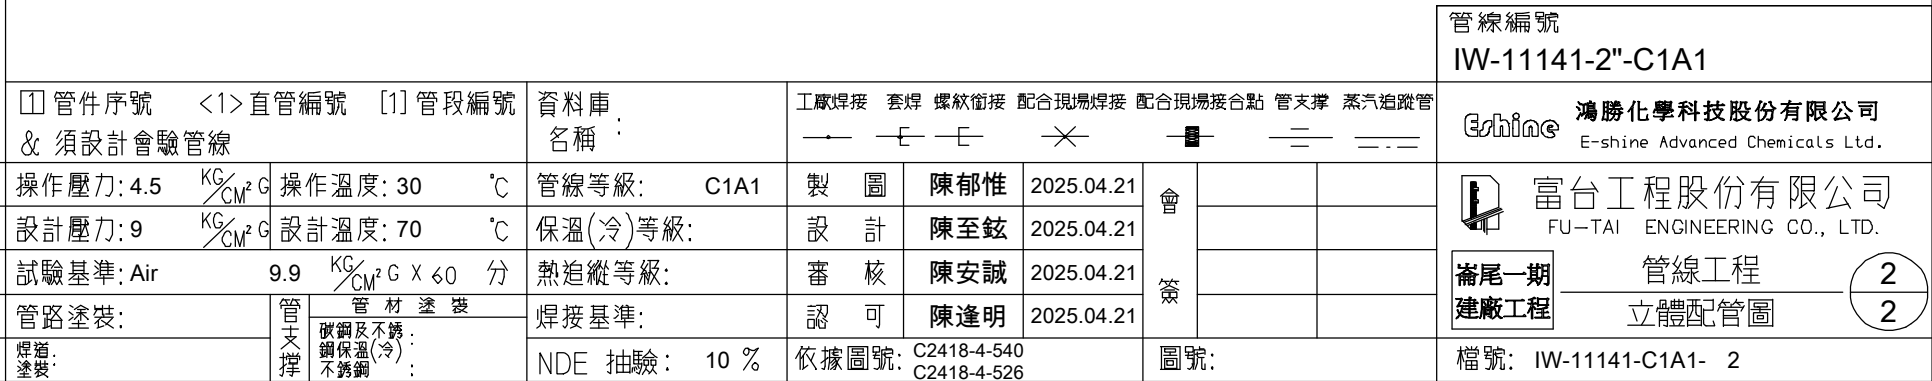 管線編號
IW-11141-2"-C1A1
1 管件序號 <1>直管編號 [1]管段編號
& 須設計會驗管線
資料庫
名稱 :
工廠焊接 套焊 螺紋銜接 配合現場焊接 配合現場接合點 管支撐 蒸汽追蹤管
Eshine 鴻勝化學科技股份有限公司
E-shine Advanced Chemicals Ltd.
操作壓力: 4.5 KG/CM² G 操作溫度: 30 °C 管線等級: C1A1 製圖 陳郁惟 2025.04.21
設計壓力: 9 KG/CM² G 設計溫度: 70 °C 保溫(冷)等級: 設計 陳至鉉 2025.04.21
會簽
富台工程股份有限公司
FU-TAI ENGINEERING CO., LTD.
試驗基準: Air 9.9 KG/CM² G X 60 分 熱追縱等級: 審核 陳安誠 2025.04.21
管路塗裝: 管支撐 管材塗裝 焊接基準: 認可 陳逢明 2025.04.21
碳鋼及不銹 :
鋼保溫(冷)
不銹鋼 :
崙尾一期
建廠工程
管線工程
立體配管圖
2
2
焊道:
塗裝:
NDE 抽驗: 10 %
依據圖號: C2418-4-540
C2418-4-526
圖號:
檔號: IW-11141-C1A1- 2